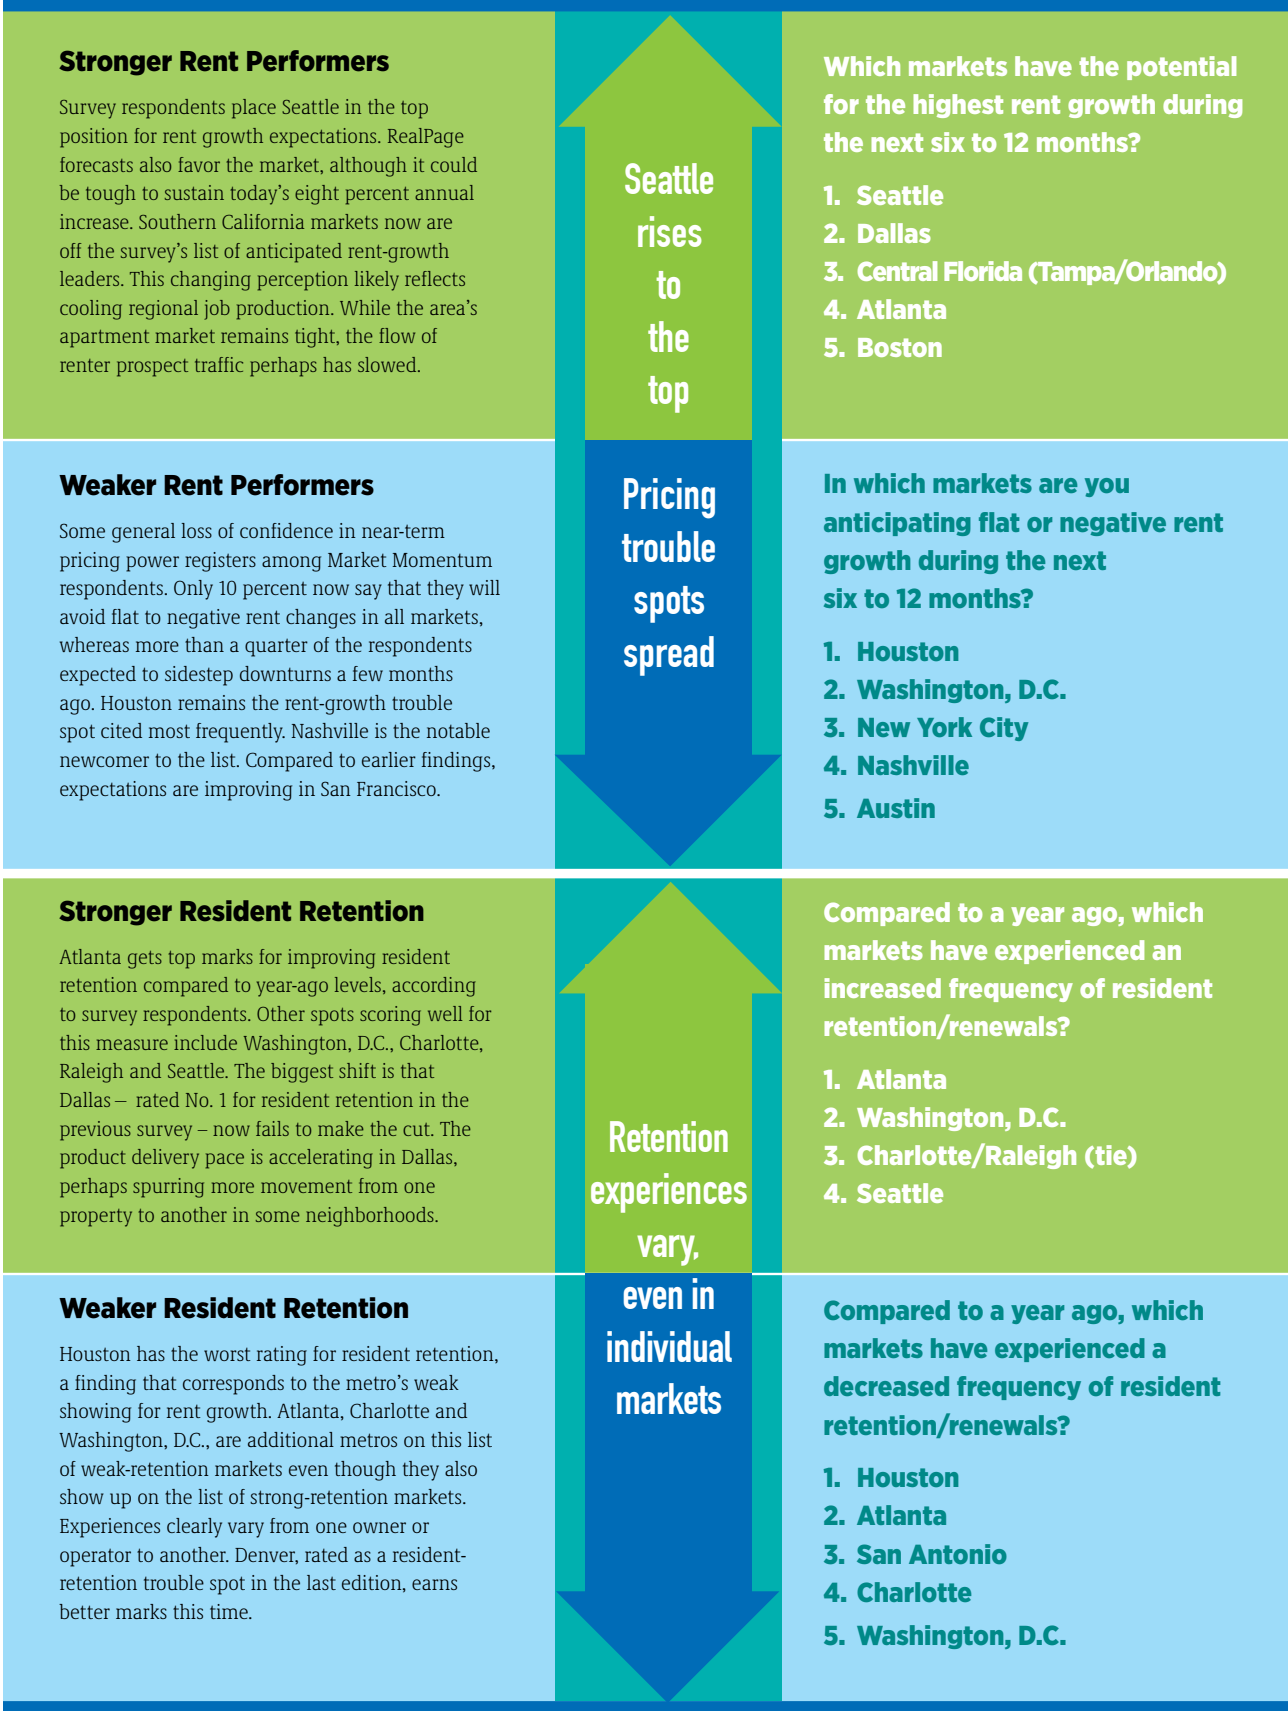 Stronger Rent Performers
Survey respondents place Seattle in the top
position for rent growth expectations. RealPage
forecasts also favor the market, although it could
be tough to sustain today's eight percent annual
increase. Southern California markets now are
off the survey's list of anticipated rent-growth
leaders. This changing perception likely reflects
cooling regional job production. While the area's
apartment market remains tight, the flow of
renter prospect traffic perhaps has slowed.
Seattle
rises
to
the
top
Which markets have the potential
for the highest rent growth during
the next six to 12 months?
1. Seattle
2. Dallas
3. Central Florida (Tampa/Orlando)
4. Atlanta
5. Boston
Weaker Rent Performers
Some general loss of confidence in near-term
pricing power registers among Market Momentum
respondents. Only 10 percent now say that they will
avoid flat to negative rent changes in all markets,
whereas more than a quarter of the respondents
expected to sidestep downturns a few months
ago. Houston remains the rent-growth trouble
spot cited most frequently. Nashville is the notable
newcomer to the list. Compared to earlier findings,
expectations are improving in San Francisco.
Pricing
trouble
spots
spread
In which markets are you
anticipating flat or negative rent
growth during the next
six to 12 months?
1. Houston
2. Washington, D.C.
3. New York City
4. Nashville
5. Austin
Stronger Resident Retention
Atlanta gets top marks for improving resident
retention compared to year-ago levels, according
to survey respondents. Other spots scoring well for
this measure include Washington, D.C., Charlotte,
Raleigh and Seattle. The biggest shift is that
Dallas – rated No. 1 for resident retention in the
previous survey – now fails to make the cut. The
product delivery pace is accelerating in Dallas,
perhaps spurring more movement from one
property to another in some neighborhoods.
Retention
experiences
vary,
even in
individual
markets
Compared to a year ago, which
markets have experienced an
increased frequency of resident
retention/renewals?
1. Atlanta
2. Washington, D.C.
3. Charlotte/Raleigh (tie)
4. Seattle
Weaker Resident Retention
Houston has the worst rating for resident retention,
a finding that corresponds to the metro's weak
showing for rent growth. Atlanta, Charlotte and
Washington, D.C., are additional metros on this list
of weak-retention markets even though they also
show up on the list of strong-retention markets.
Experiences clearly vary from one owner or
operator to another. Denver, rated as a resident-
retention trouble spot in the last edition, earns
better marks this time.
Compared to a year ago, which
markets have experienced a
decreased frequency of resident
retention/renewals?
1. Houston
2. Atlanta
3. San Antonio
4. Charlotte
5. Washington, D.C.